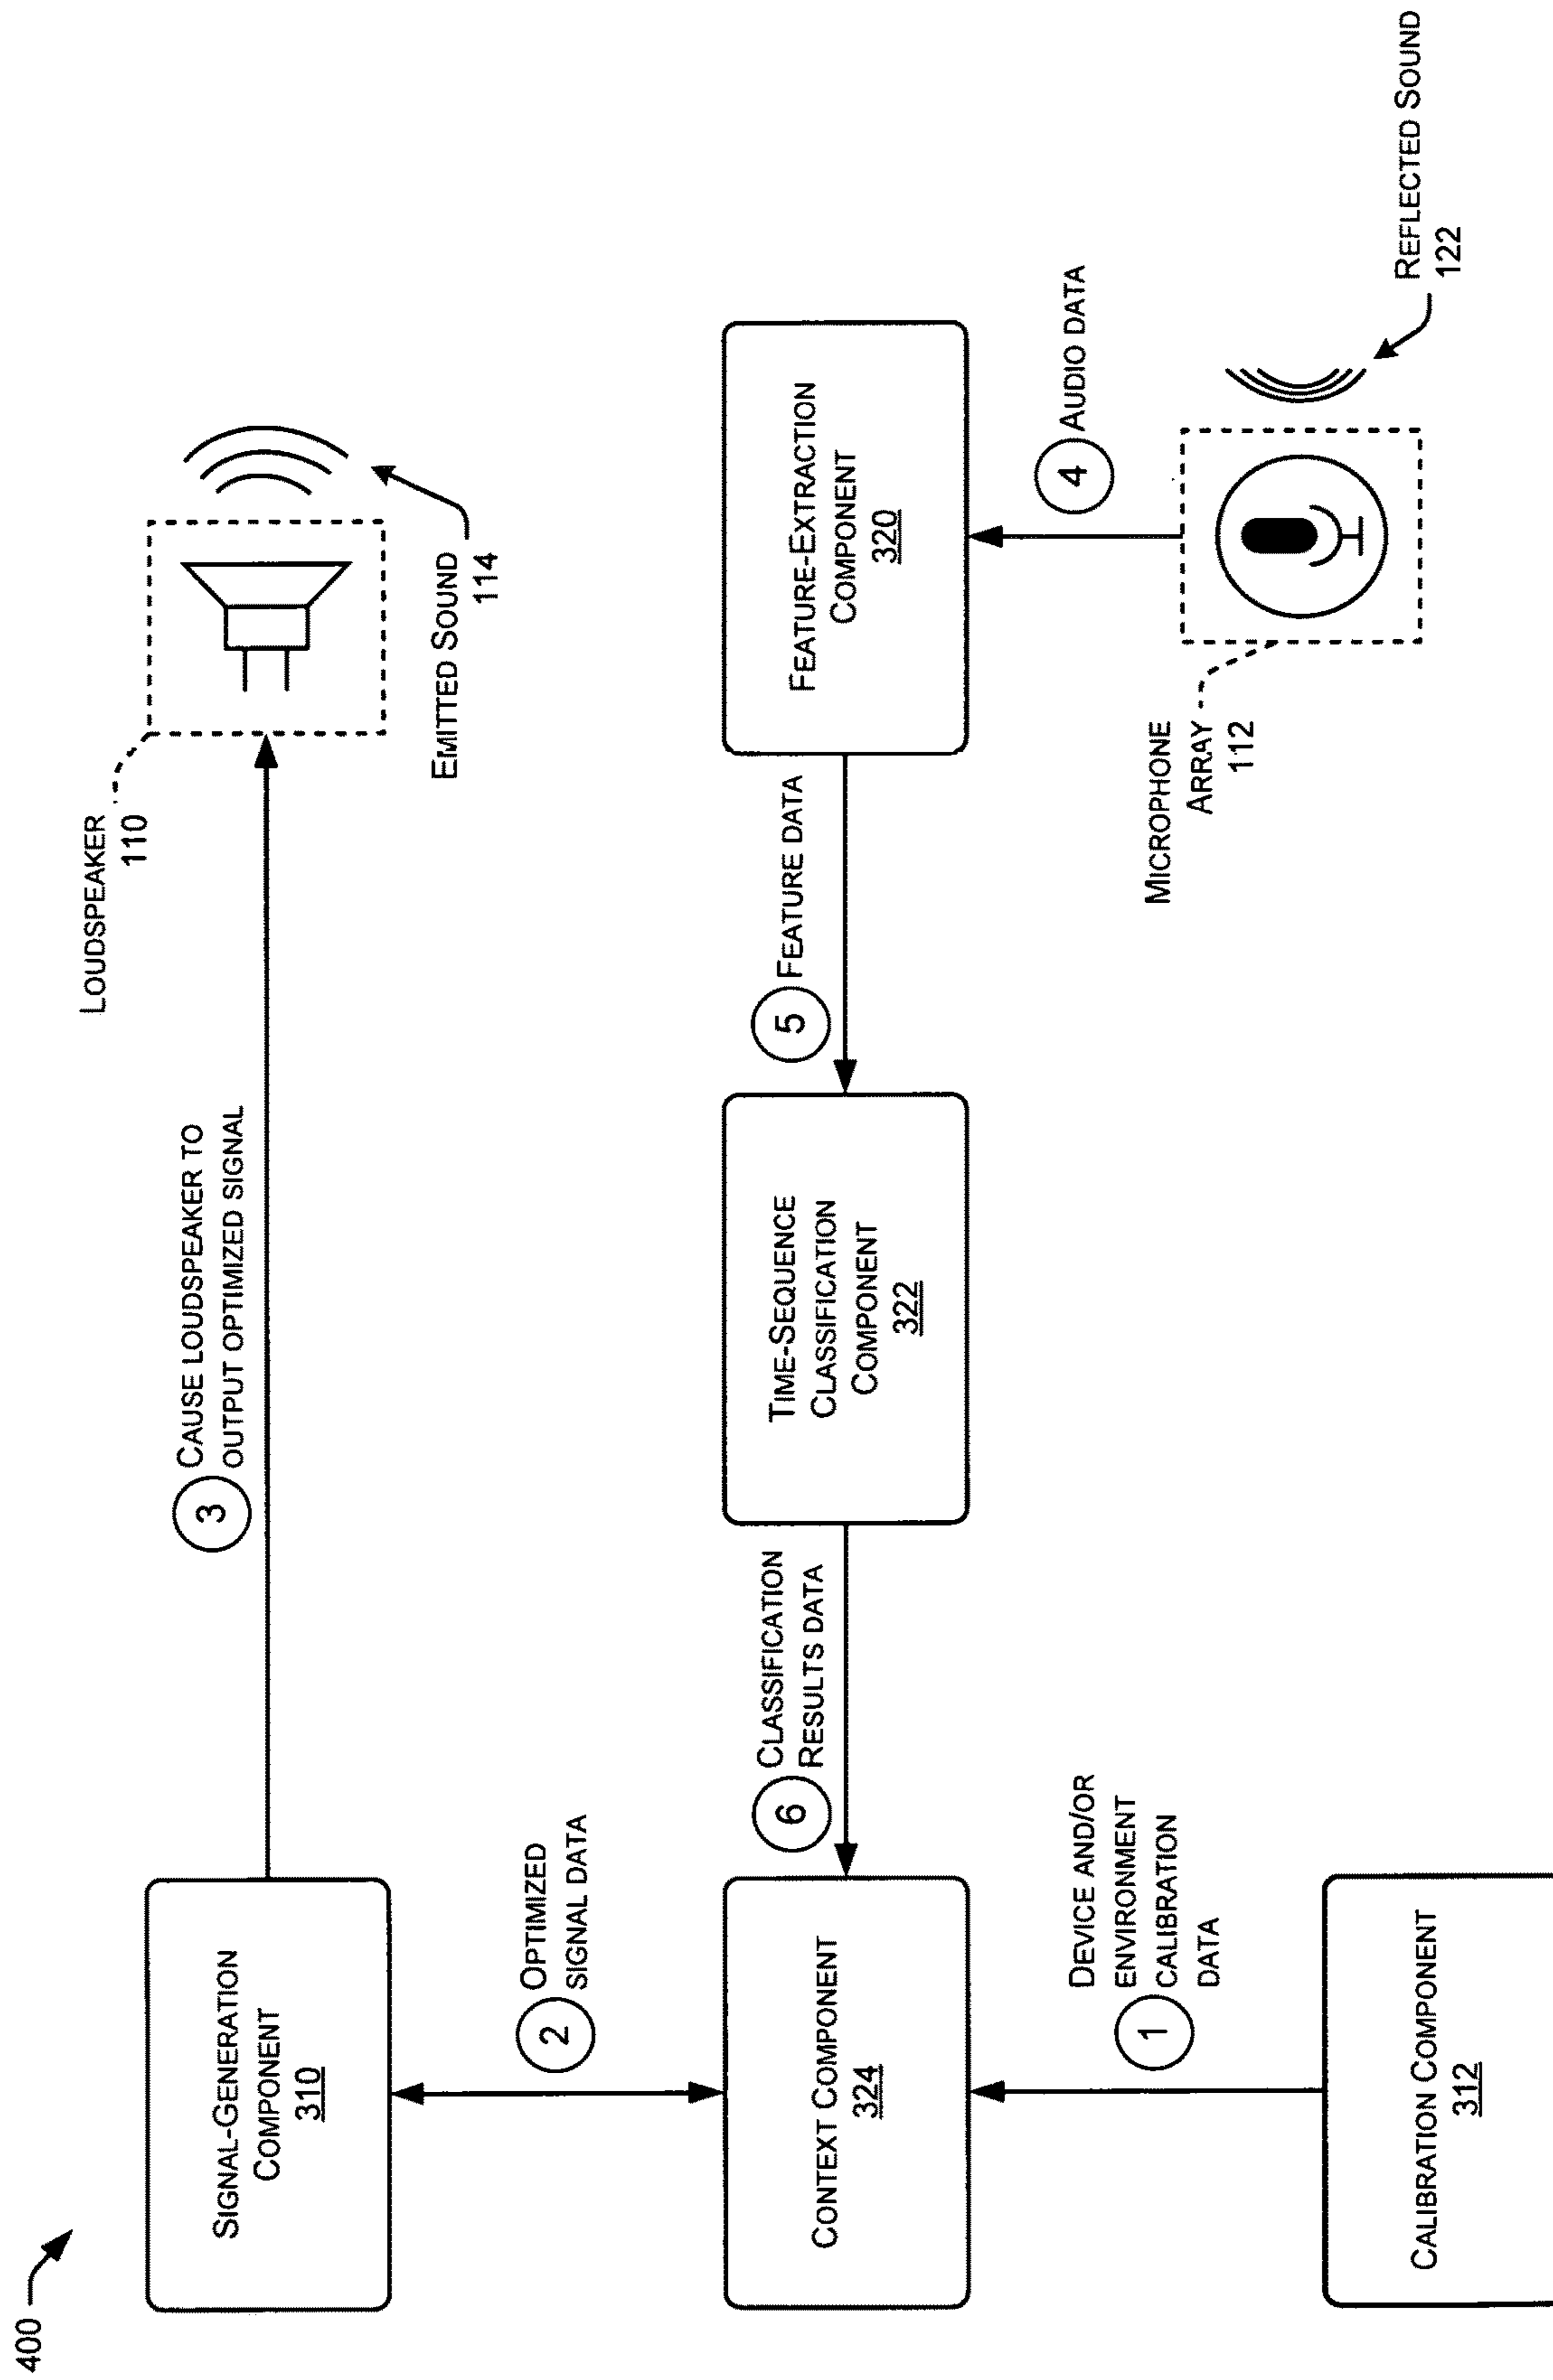 400
SIGNAL-GENERATION
COMPONENT
310
3
CAUSE LOUDSPEAKER TO
OUTPUT OPTIMIZED SIGNAL
LOUDSPEAKER
110
EMITTED SOUND
114
2
OPTIMIZED
SIGNAL DATA
CONTEXT COMPONENT
324
6
CLASSIFICATION
RESULTS DATA
TIME-SEQUENCE
CLASSIFICATION
COMPONENT
322
5
FEATURE DATA
FEATURE-EXTRACTION
COMPONENT
320
4
AUDIO DATA
1
DEVICE AND/OR
ENVIRONMENT
CALIBRATION
DATA
MICROPHONE
ARRAY
112
REFLECTED SOUND
122
CALIBRATION COMPONENT
312